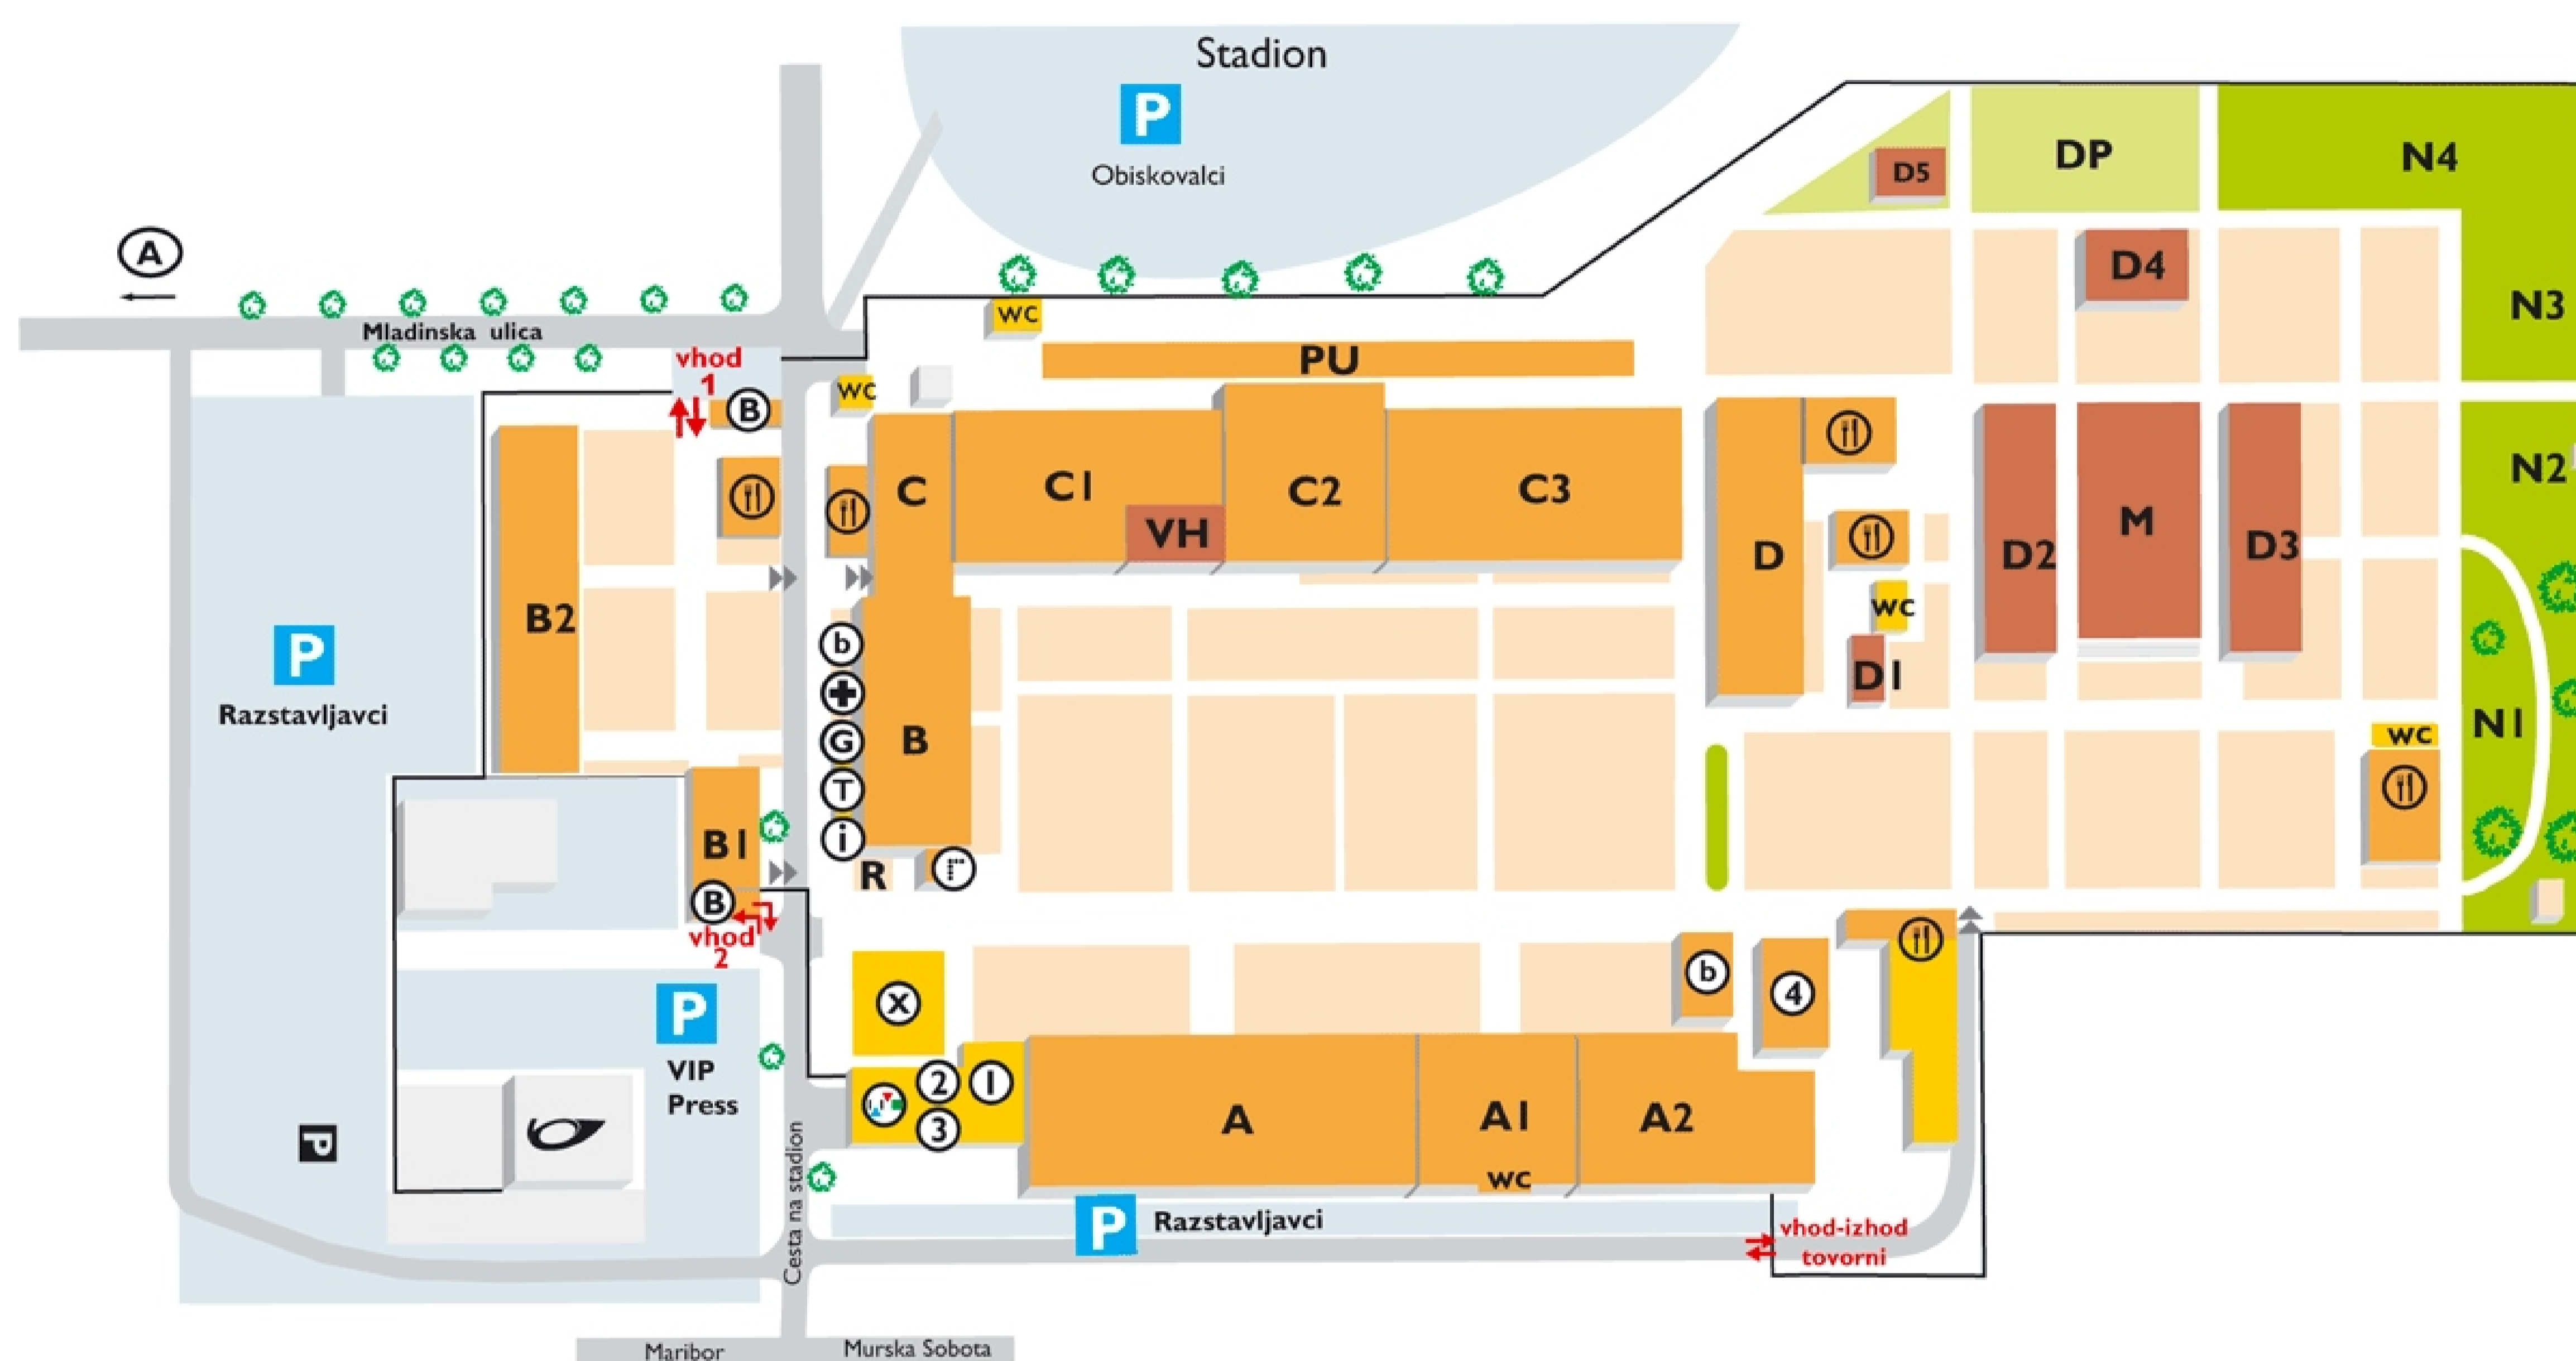 Stadion
P
Obiskovalci
D5
DP
N4
A
D4
N3
Mladinska ulica
WC
PU
vhod
1
B
WC
C
C1
C2
C3
VH
D
D2
M
D3
N2
B2
WC
D1
b
G
T
i
B
P
Razstavljavci
N1
WC
B1
R
B
vhod
2
X
b
4
P
VIP
Press
2
1
3
A
A1
A2
WC
P
Cesta na stadion
P
Razstavljavci
vhod-izhod
tovorni
Maribor
Murska Sobota